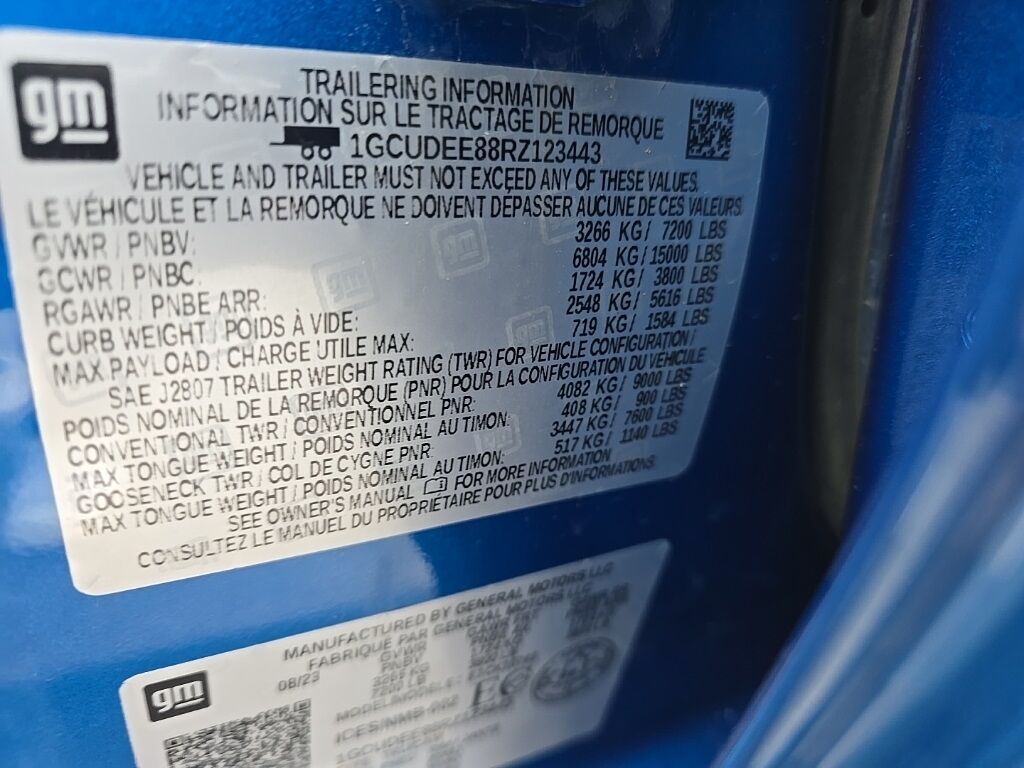 gm
TRAILERING INFORMATION
INFORMATION SUR LE TRACTAGE DE REMORQUE
1GCUDEE88RZ123443
VEHICLE AND TRAILER MUST NOT EXCEED ANY OF THESE VALUES.
LE VÉHICULE ET LA REMORQUE NE DOIVENT DÉPASSER AUCUNE DE CES VALEURS.
GVWR / PNBV: 3266 KG / 7200 LBS
GCWR / PNBC: 6804 KG / 15000 LBS
RGAWR / PNBE ARR: 1724 KG / 3800 LBS
CURB WEIGHT / POIDS À VIDE: 2548 KG / 5616 LBS
MAX PAYLOAD / CHARGE UTILE MAX: 719 KG / 1584 LBS
SAE J2807 TRAILER WEIGHT RATING (TWR) FOR VEHICLE CONFIGURATION /
POIDS NOMINAL DE LA REMORQUE (PNR) POUR LA CONFIGURATION DU VÉHICULE
CONVENTIONAL TWR / CONVENTIONNEL PNR: 4082 KG / 9000 LBS
MAX TONGUE WEIGHT / POIDS NOMINAL AU TIMON: 408 KG / 900 LBS
GOOSENECK TWR / COL DE CYGNE PNR: 3447 KG / 7600 LBS
MAX TONGUE WEIGHT / POIDS NOMINAL AU TIMON: 517 KG / 1140 LBS
SEE OWNER'S MANUAL FOR MORE INFORMATION
CONSULTEZ LE MANUEL DU PROPRIÉTAIRE POUR PLUS D'INFORMATIONS.
gm
MANUFACTURED BY GENERAL MOTORS LLC
FABRIQUE PAR GENERAL MOTORS LLC
08/23
GVWR
PNBV
3266 KG
7200 LB